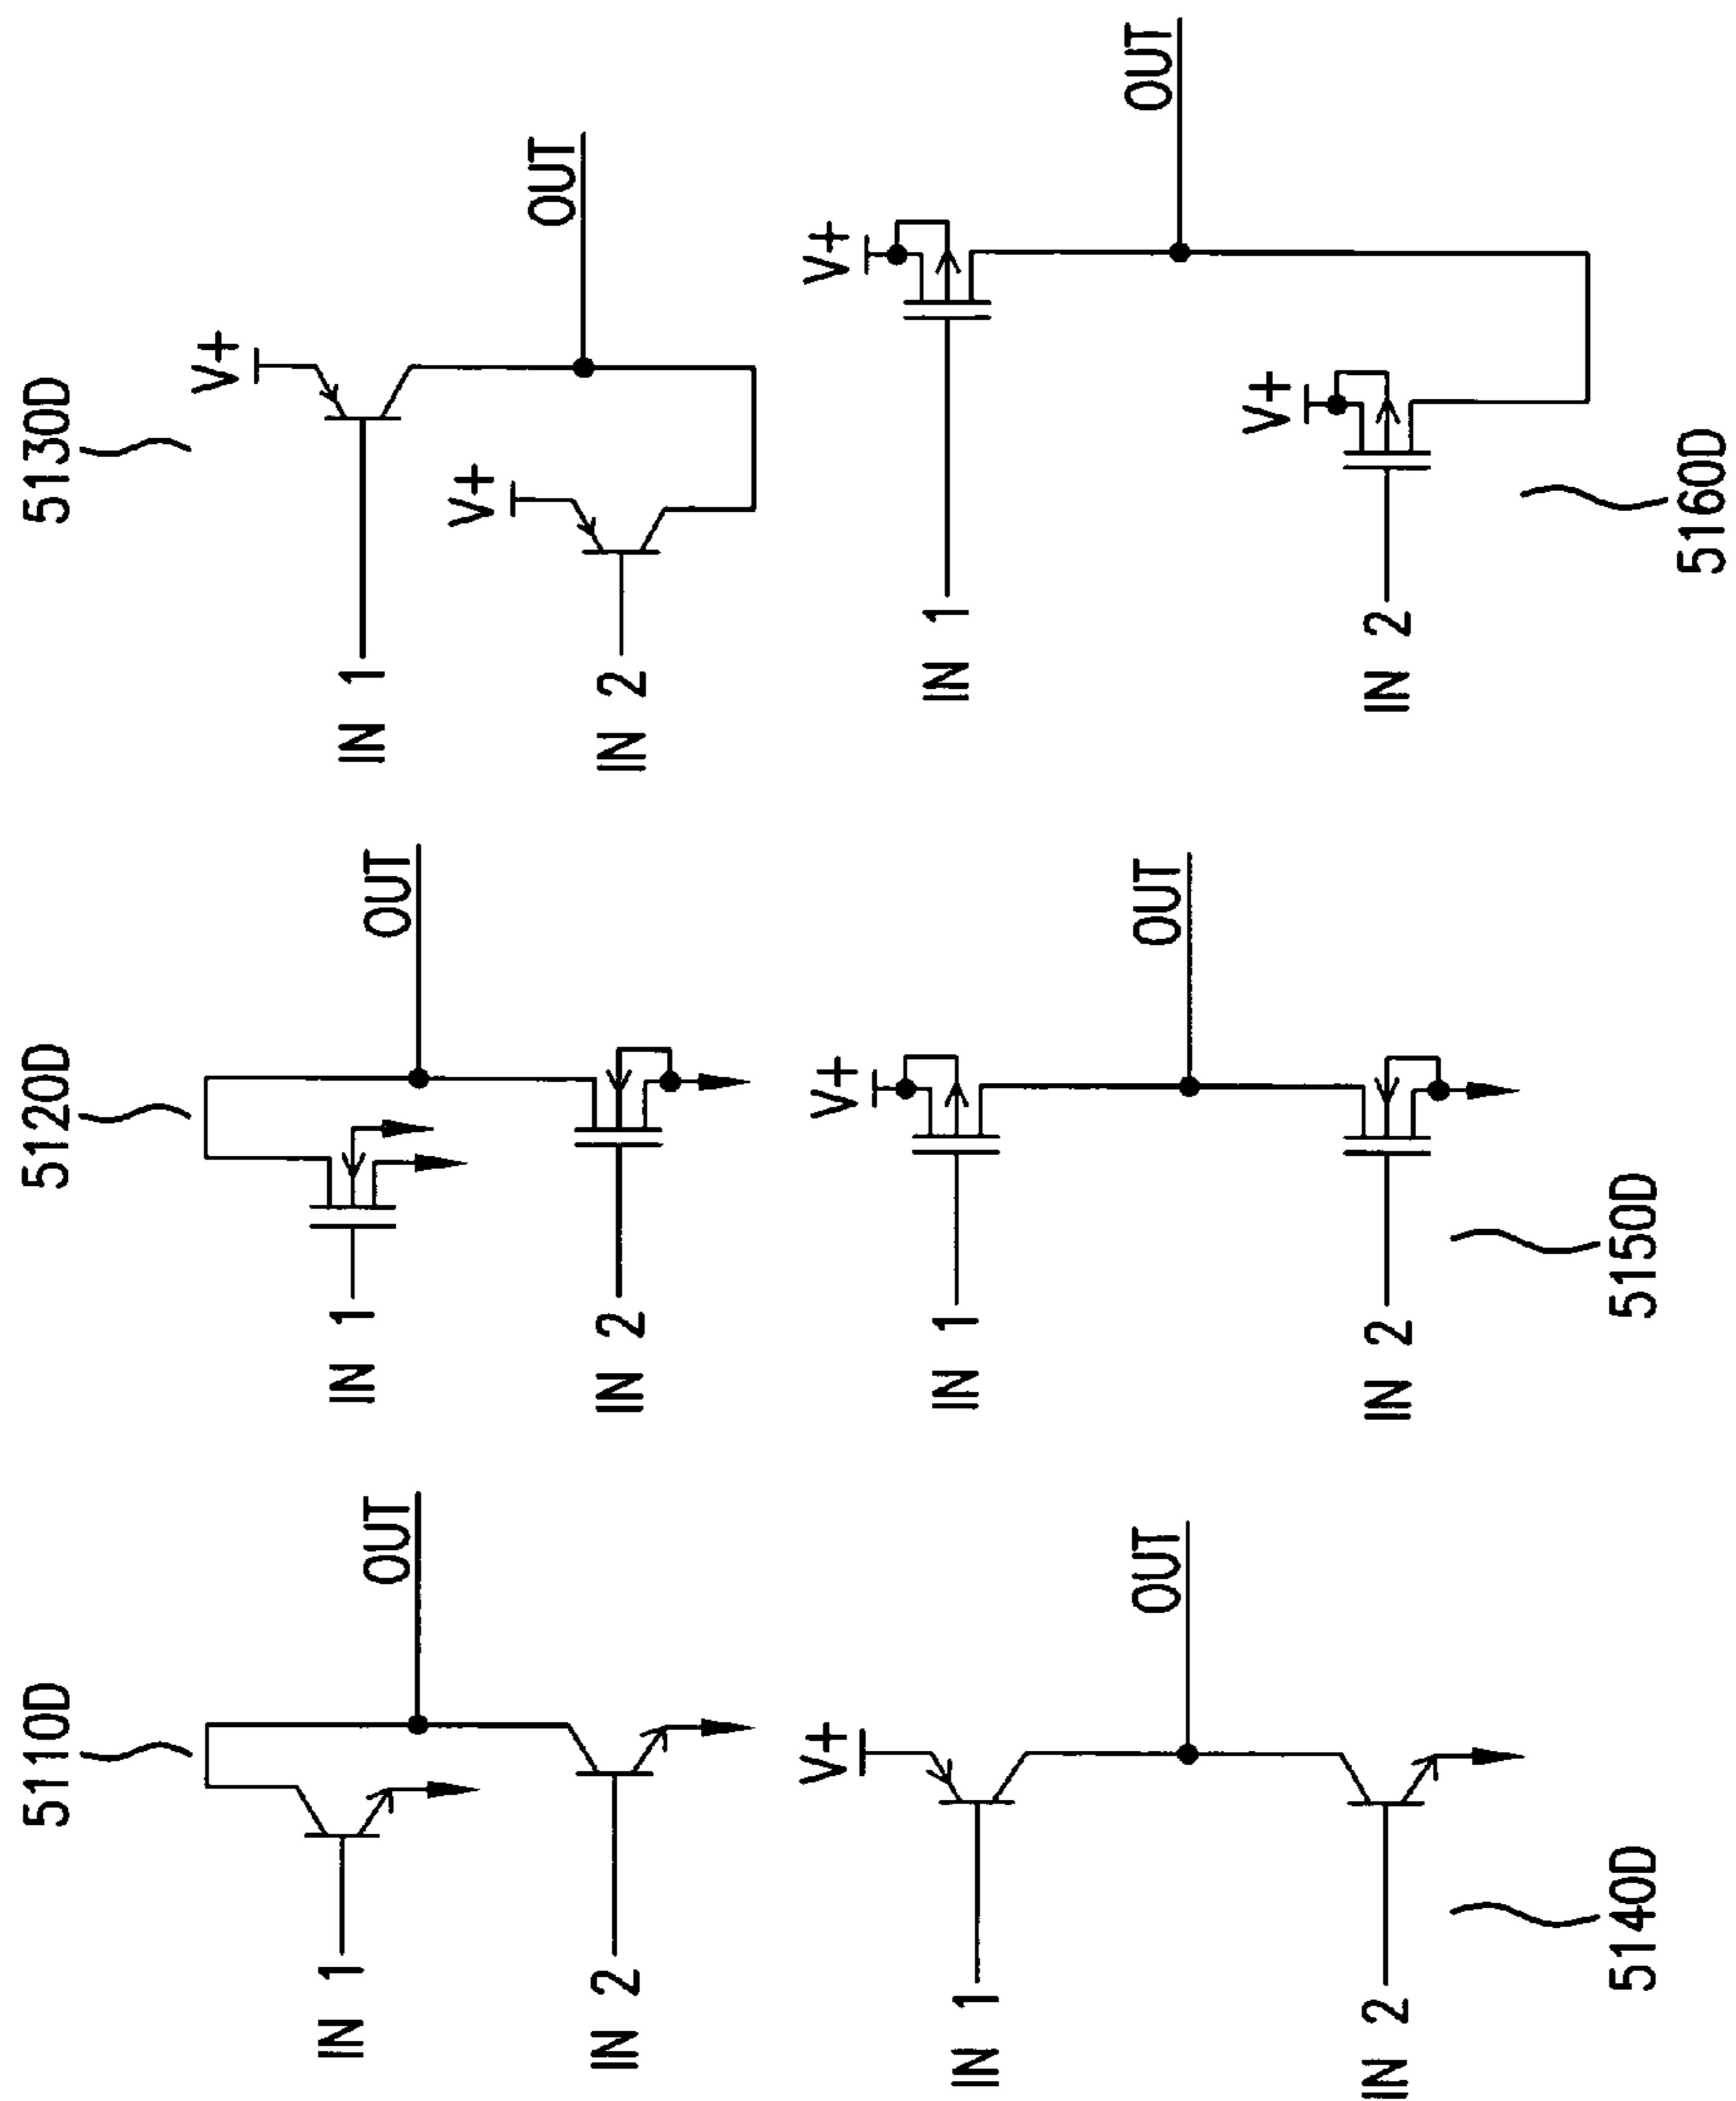 5110D
IN 1
IN 2
OUT
5120D
IN 1
IN 2
OUT
5130D
V+
V+
IN 1
IN 2
OUT
5140D
V+
IN 1
IN 2
OUT
5150D
V+
IN 1
IN 2
OUT
5160D
V+
V+
IN 1
IN 2
OUT